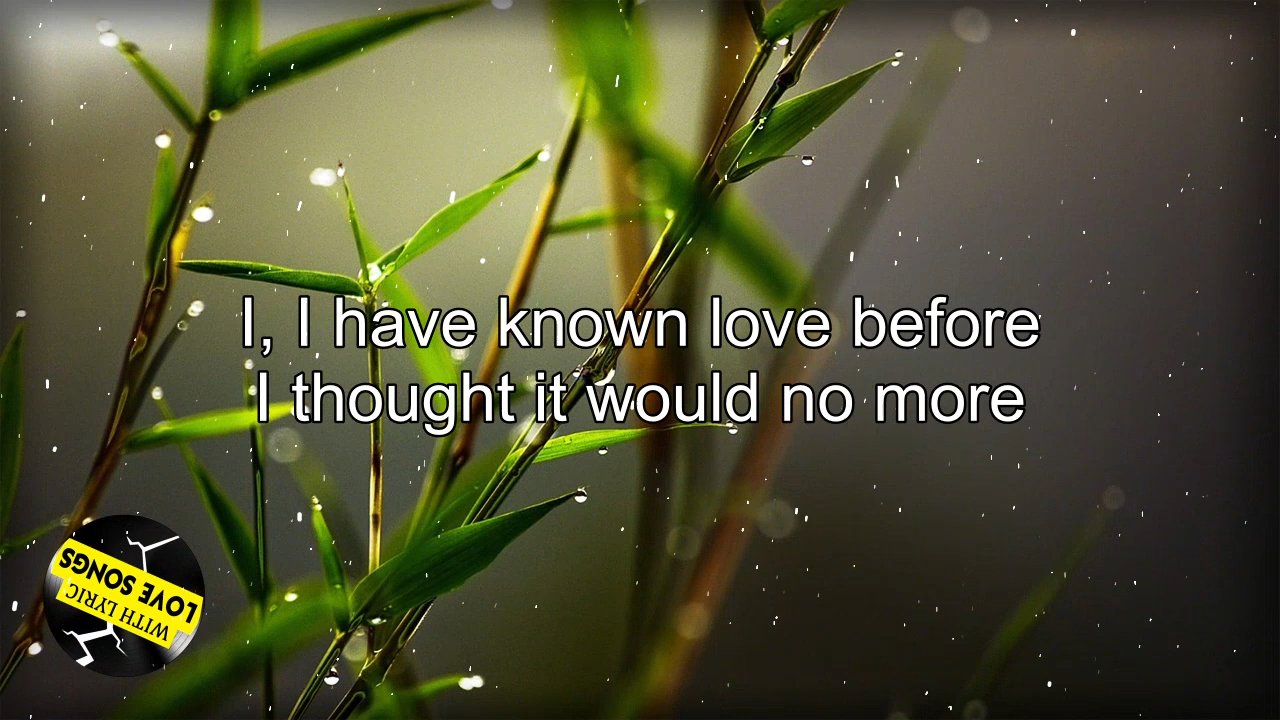 I, I have known love before
I thought it would no more
LOVE SONGS
WITH LYRIC